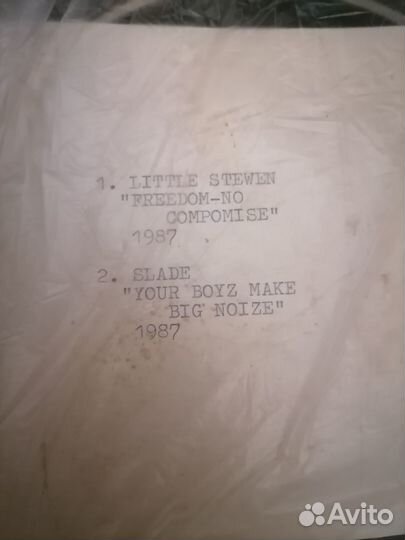 1. LITTLE STEWEN
"FREEDOM-NO
COMPOMISE"
1987
2. SLADE
"YOUR BOYZ MAKE
BIG NOIZE"
1987
Avito